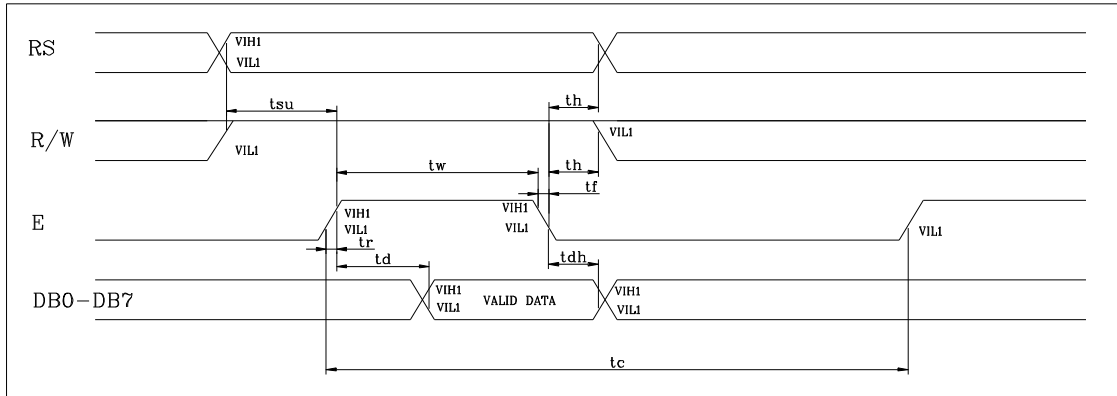 RS
VIH1
VIL1
tsu
th
R/W
VIL1
VIL1
tw
th
tf
E
VIH1
VIL1
VIH1
VIL1
VIL1
tr
td
tdh
DB0-DB7
VIH1
VIL1
VALID DATA
VIH1
VIL1
tc